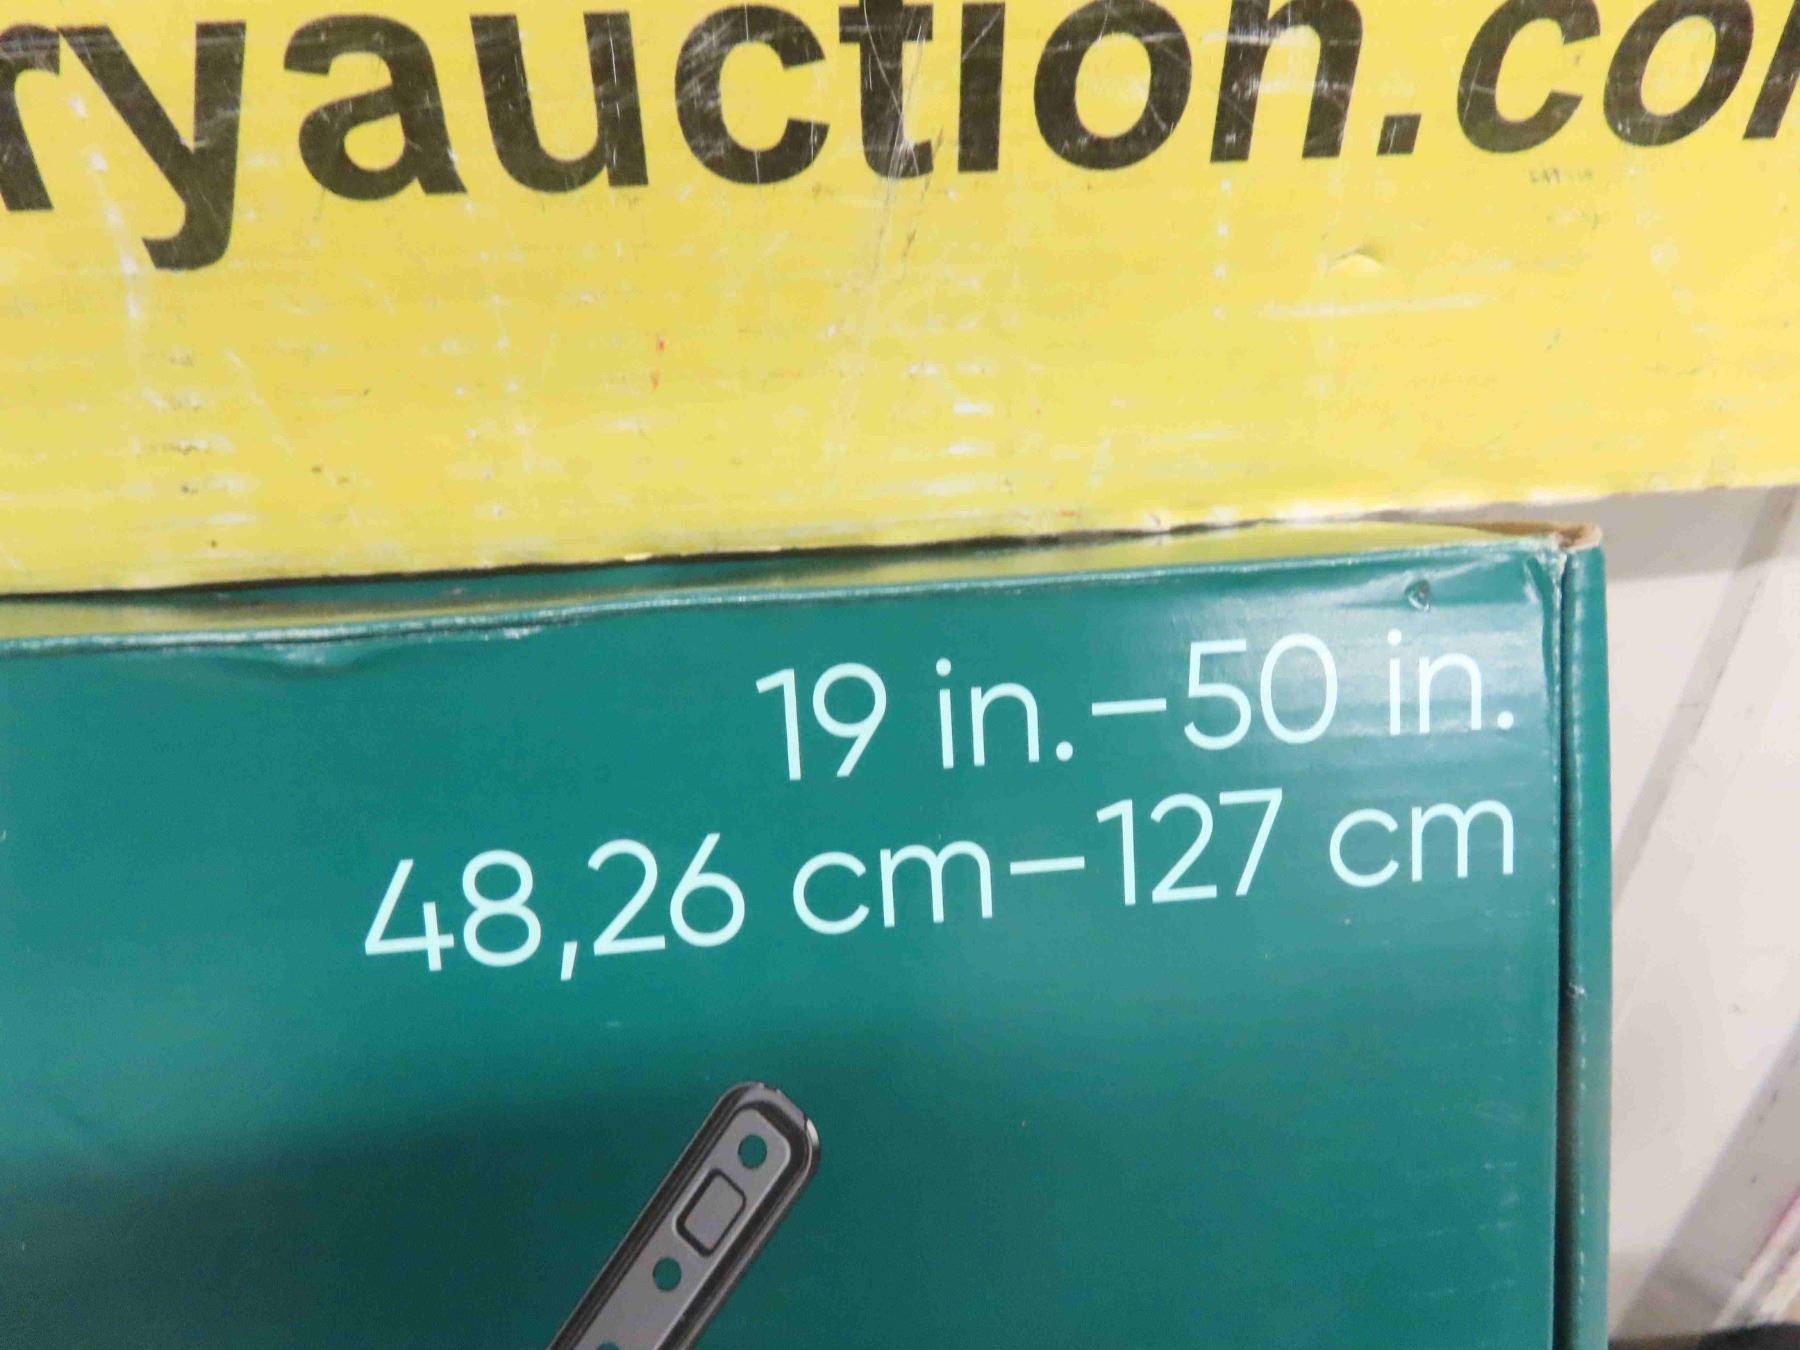 ryauction.co
19 in.–50 in.
48,26 cm–127 cm